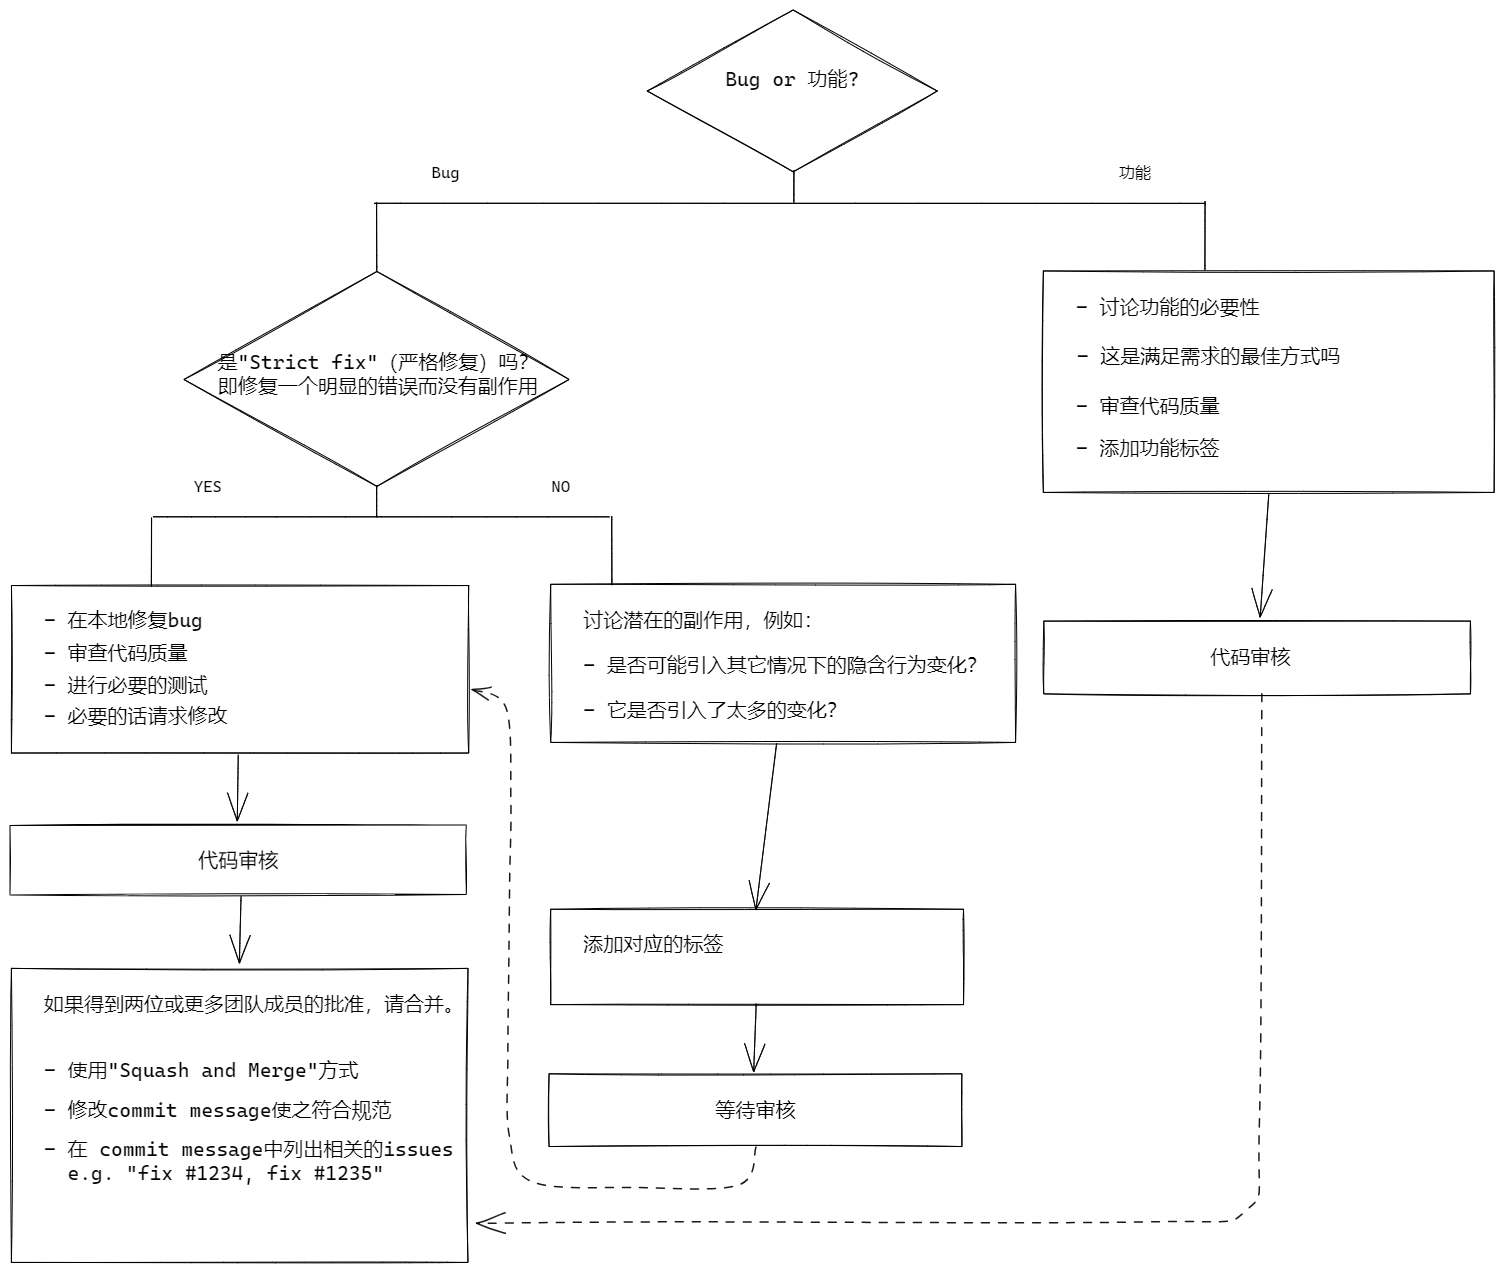 Bug or 功能?
Bug
功能
是"Strict fix"（严格修复）吗?
即修复一个明显的错误而没有副作用
- 讨论功能的必要性
- 这是满足需求的最佳方式吗
- 审查代码质量
- 添加功能标签
YES
NO
- 在本地修复bug
- 审查代码质量
- 进行必要的测试
- 必要的话请求修改
讨论潜在的副作用，例如：
- 是否可能引入其它情况下的隐含行为变化?
- 它是否引入了太多的变化?
代码审核
代码审核
添加对应的标签
等待审核
如果得到两位或更多团队成员的批准，请合并。
- 使用"Squash and Merge"方式
- 修改commit message使之符合规范
- 在 commit message中列出相关的issues
e.g. "fix #1234, fix #1235"